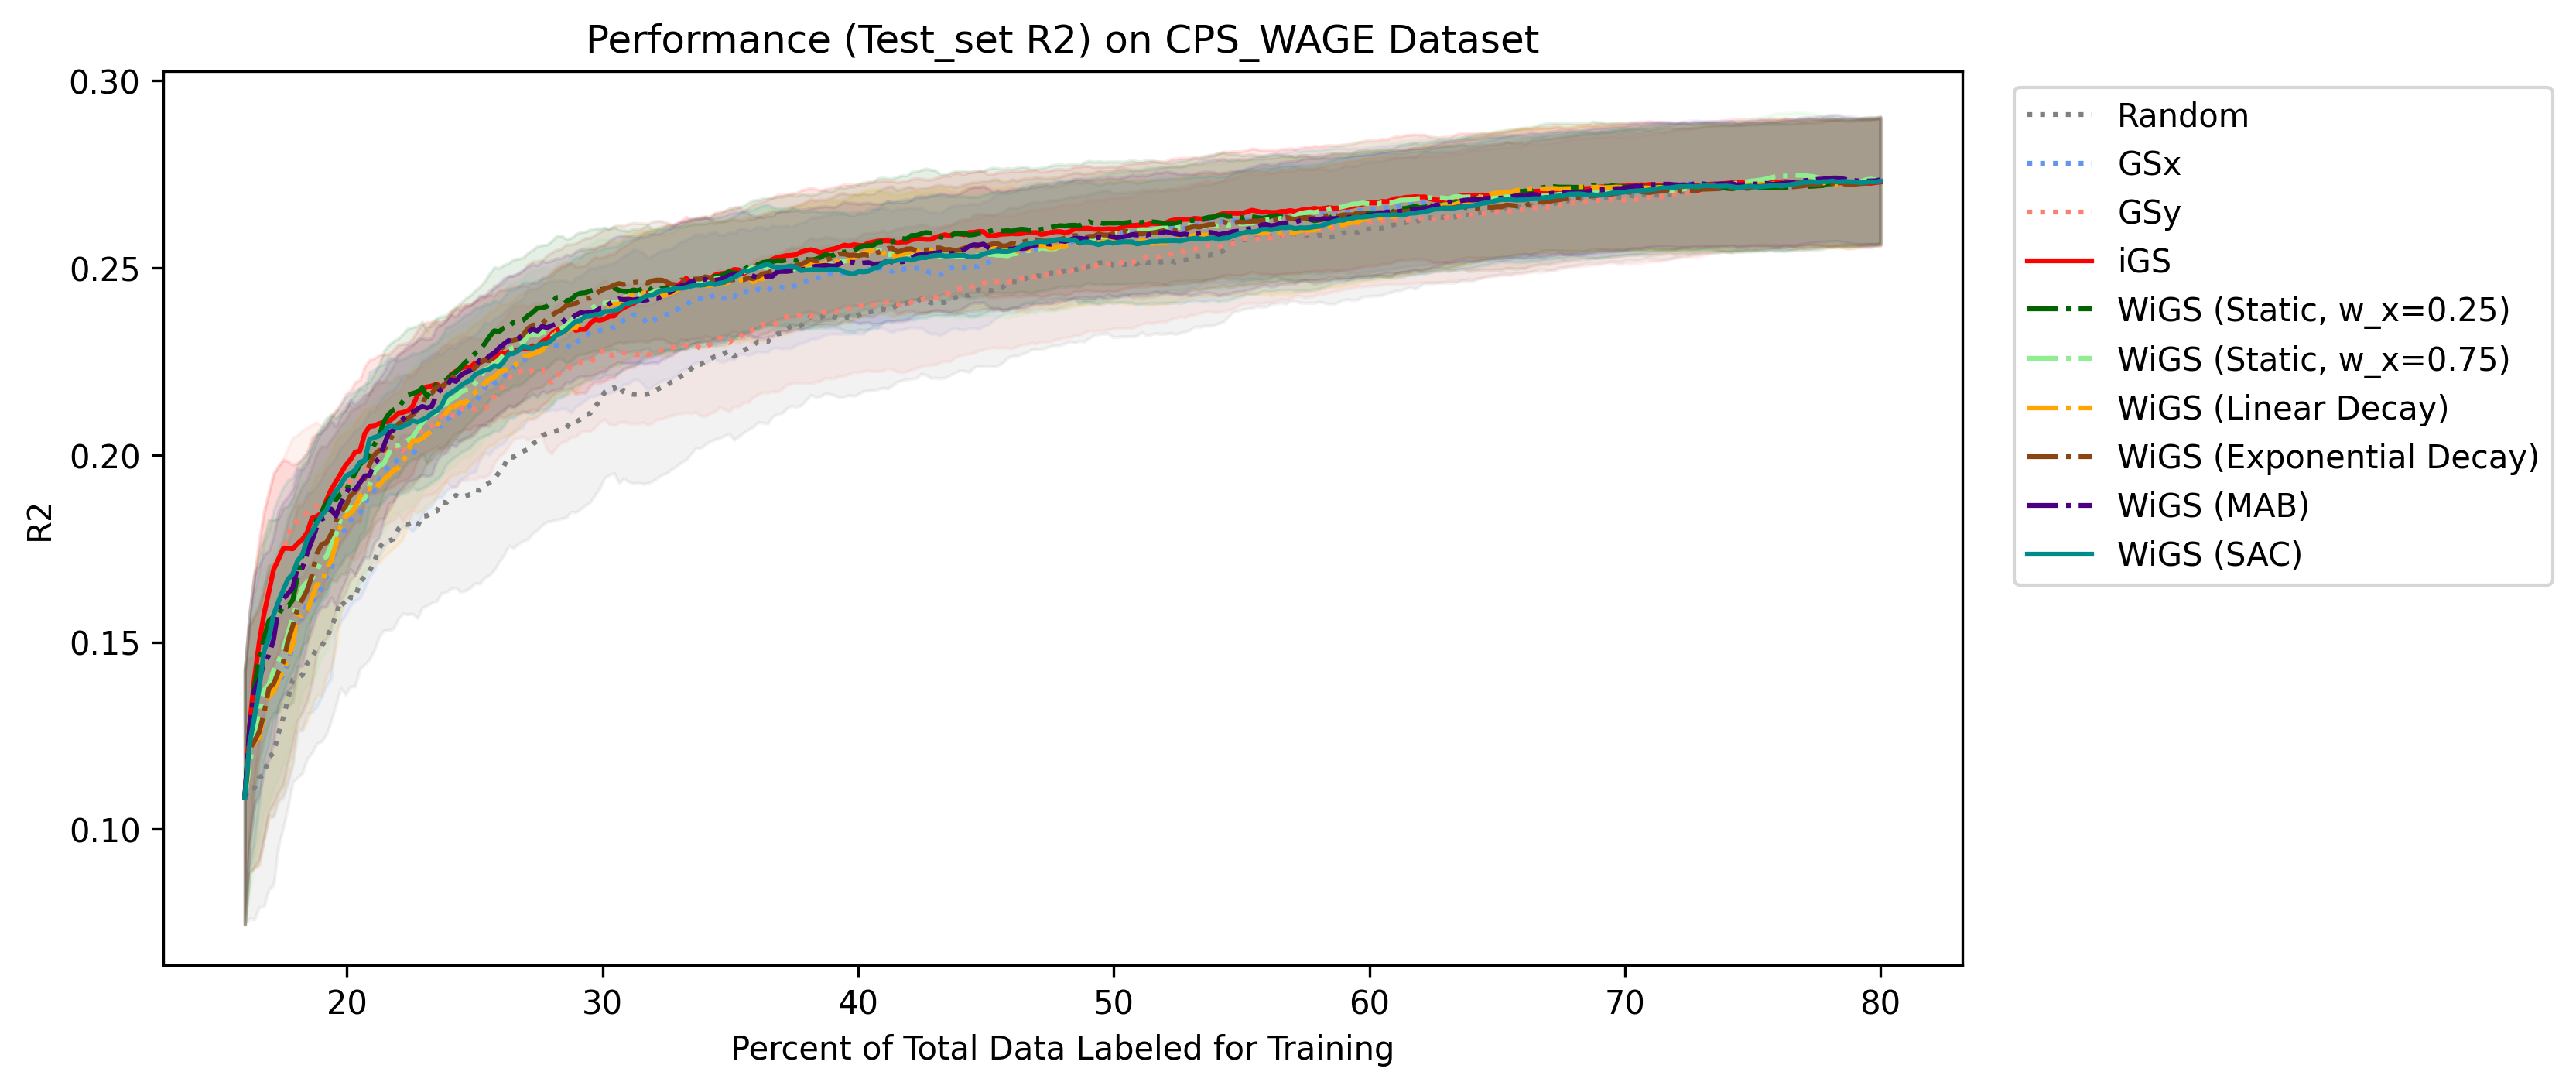 Performance (Test_set R2) on CPS_WAGE Dataset
R2
0.30
0.25
0.20
0.15
0.10
20
30
40
50
60
70
80
Percent of Total Data Labeled for Training
Random
GSx
GSy
iGS
WiGS (Static, w_x=0.25)
WiGS (Static, w_x=0.75)
WiGS (Linear Decay)
WiGS (Exponential Decay)
WiGS (MAB)
WiGS (SAC)